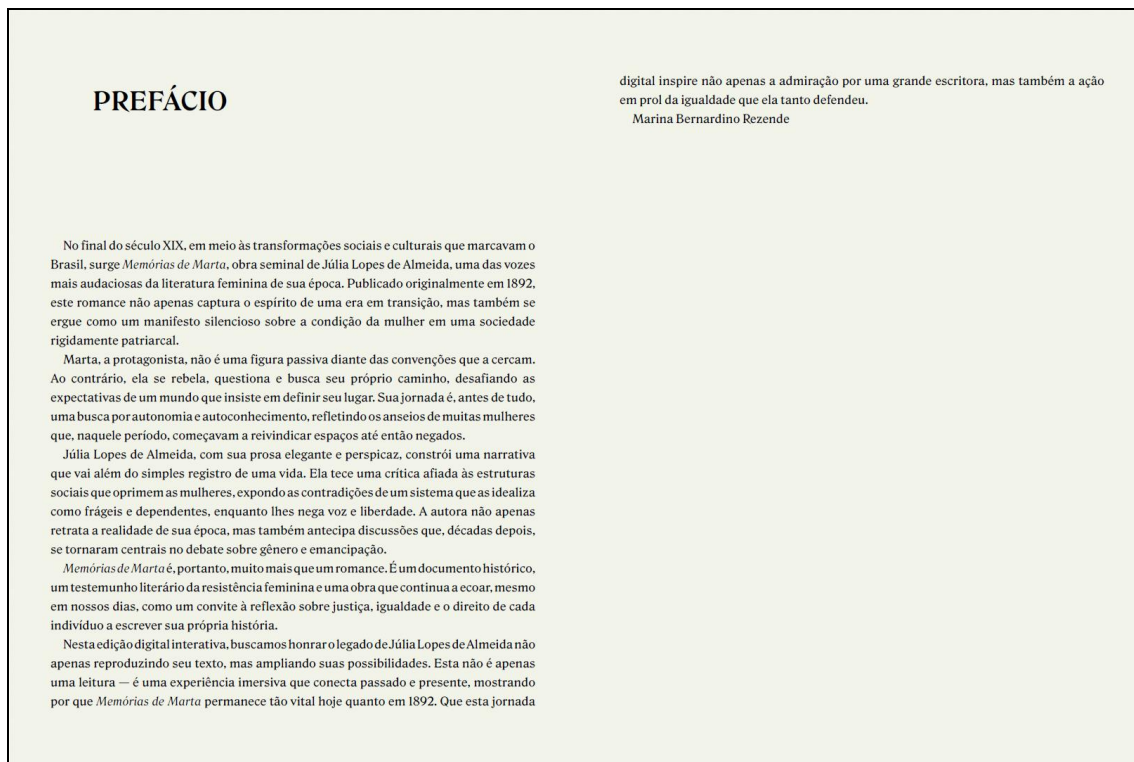 PREFÁCIO
No final do século XIX, em meio às transformações sociais e culturais que marcavam o
Brasil, surge Memórias de Marta, obra seminal de Júlia Lopes de Almeida, uma das vozes
mais audaciosas da literatura feminina de sua época. Publicado originalmente em 1892,
este romance não apenas captura o espírito de uma era em transição, mas também se
ergue como um manifesto silencioso sobre a condição da mulher em uma sociedade
rigidamente patriarcal.
Marta, a protagonista, não é uma figura passiva diante das convenções que a cercam.
Ao contrário, ela se rebela, questiona e busca seu próprio caminho, desafiando as
expectativas de um mundo que insiste em definir seu lugar. Sua jornada é, antes de tudo,
uma busca por autonomia e autoconhecimento, refletindo os anseios de muitas mulheres
que, naquele período, começavam a reivindicar espaços até então negados.
Júlia Lopes de Almeida, com sua prosa elegante e perspicaz, constrói uma narrativa
que vai além do simples registro de uma vida. Ela tece uma crítica afiada às estruturas
sociais que oprimem as mulheres, expondo as contradições de um sistema que as idealiza
como frágeis e dependentes, enquanto lhes nega voz e liberdade. A autora não apenas
retrata a realidade de sua época, mas também antecipa discussões que, décadas depois,
se tornaram centrais no debate sobre gênero e emancipação.
Memórias de Marta é, portanto, muito mais que um romance. É um documento histórico,
um testemunho literário da resistência feminina e uma obra que continua a ecoar, mesmo
em nossos dias, como um convite à reflexão sobre justiça, igualdade e o direito de cada
indivíduo a escrever sua própria história.
Nesta edição digital interativa, buscamos honrar o legado de Júlia Lopes de Almeida não
apenas reproduzindo seu texto, mas ampliando suas possibilidades. Esta não é apenas
uma leitura — é uma experiência imersiva que conecta passado e presente, mostrando
por que Memórias de Marta permanece tão vital hoje quanto em 1892. Que esta jornada
digital inspire não apenas a admiração por uma grande escritora, mas também a ação
em prol da igualdade que ela tanto defendeu.
Marina Bernardino Rezende